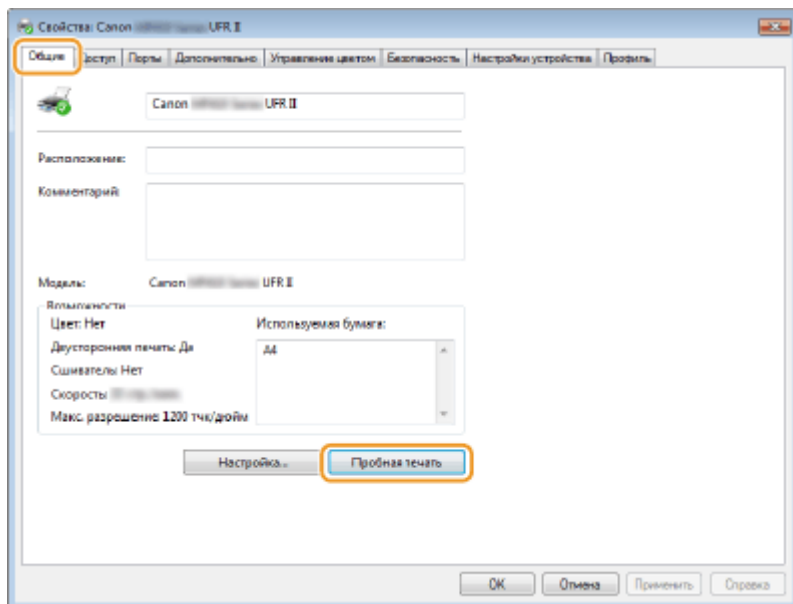 Свойства: Canon UFR II
Общие Доступ Порты Дополнительно Управление цветом Безопасность Настройки устройства Профиль
Canon UFR II
Расположение:
Комментарий:
Модель: Canon UFR II
Возможности
Цвет: Нет
Используемая бумага:
Двусторонняя печать: Да
A4
Сшиватель: Нет
Скорость:
Макс. разрешение 1200 тчк/дюйм
Настройка... Пробная печать
OK Отмена Применить Справка